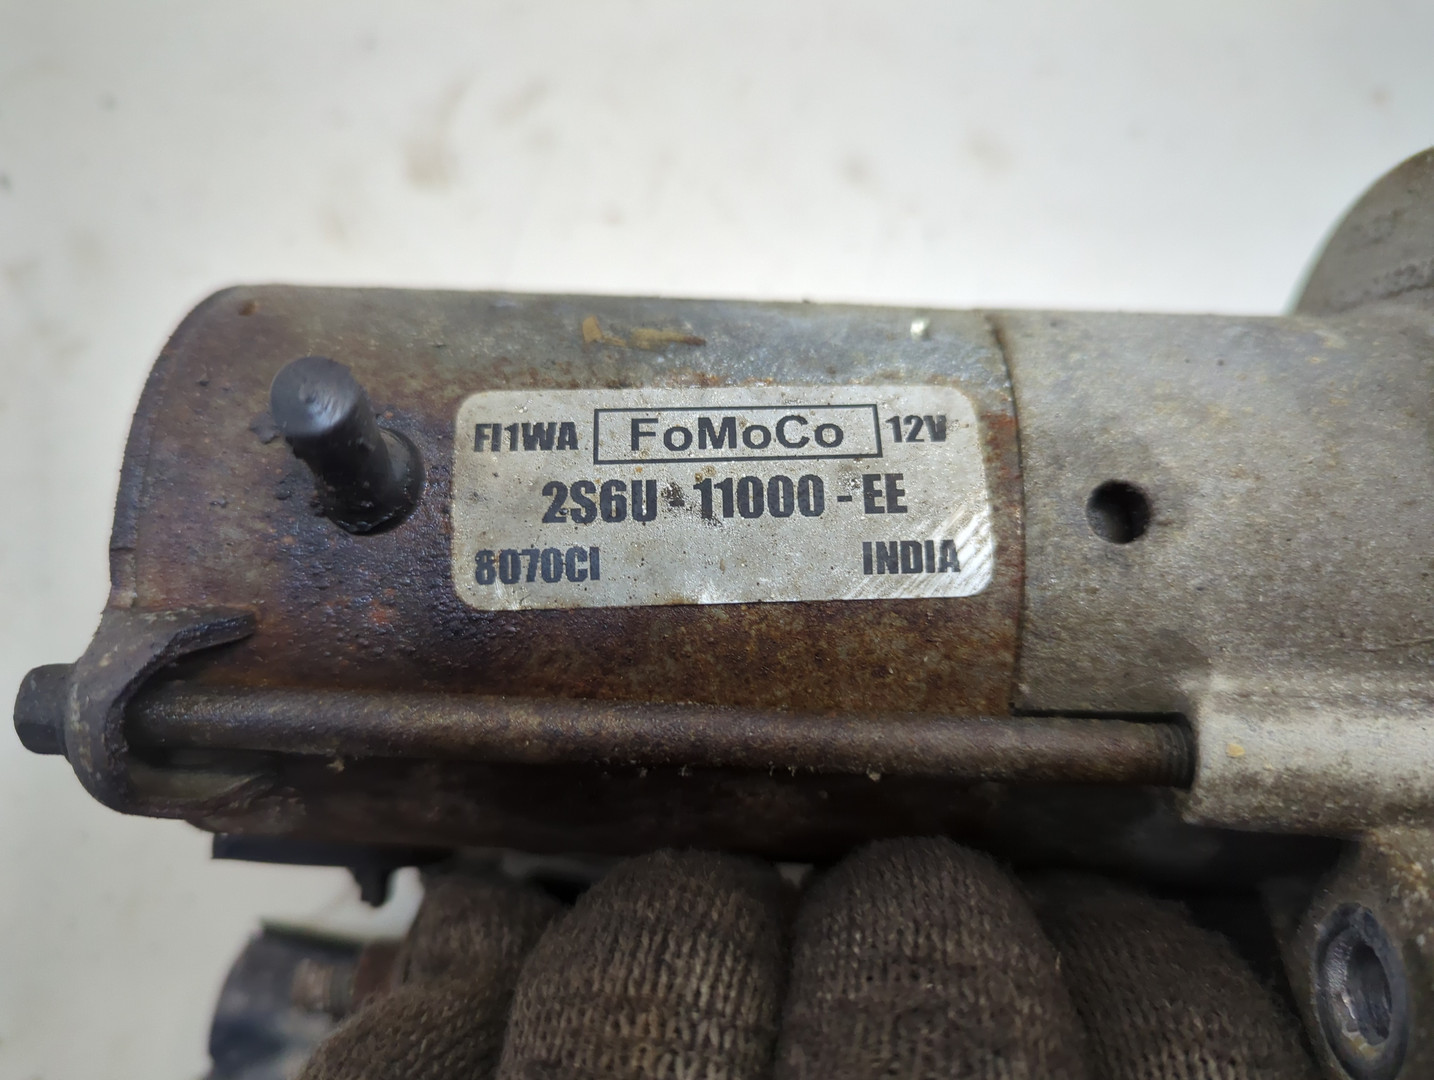 FI1WA FoMoCo 12V
2S6U-11000-EE
8070CI INDIA